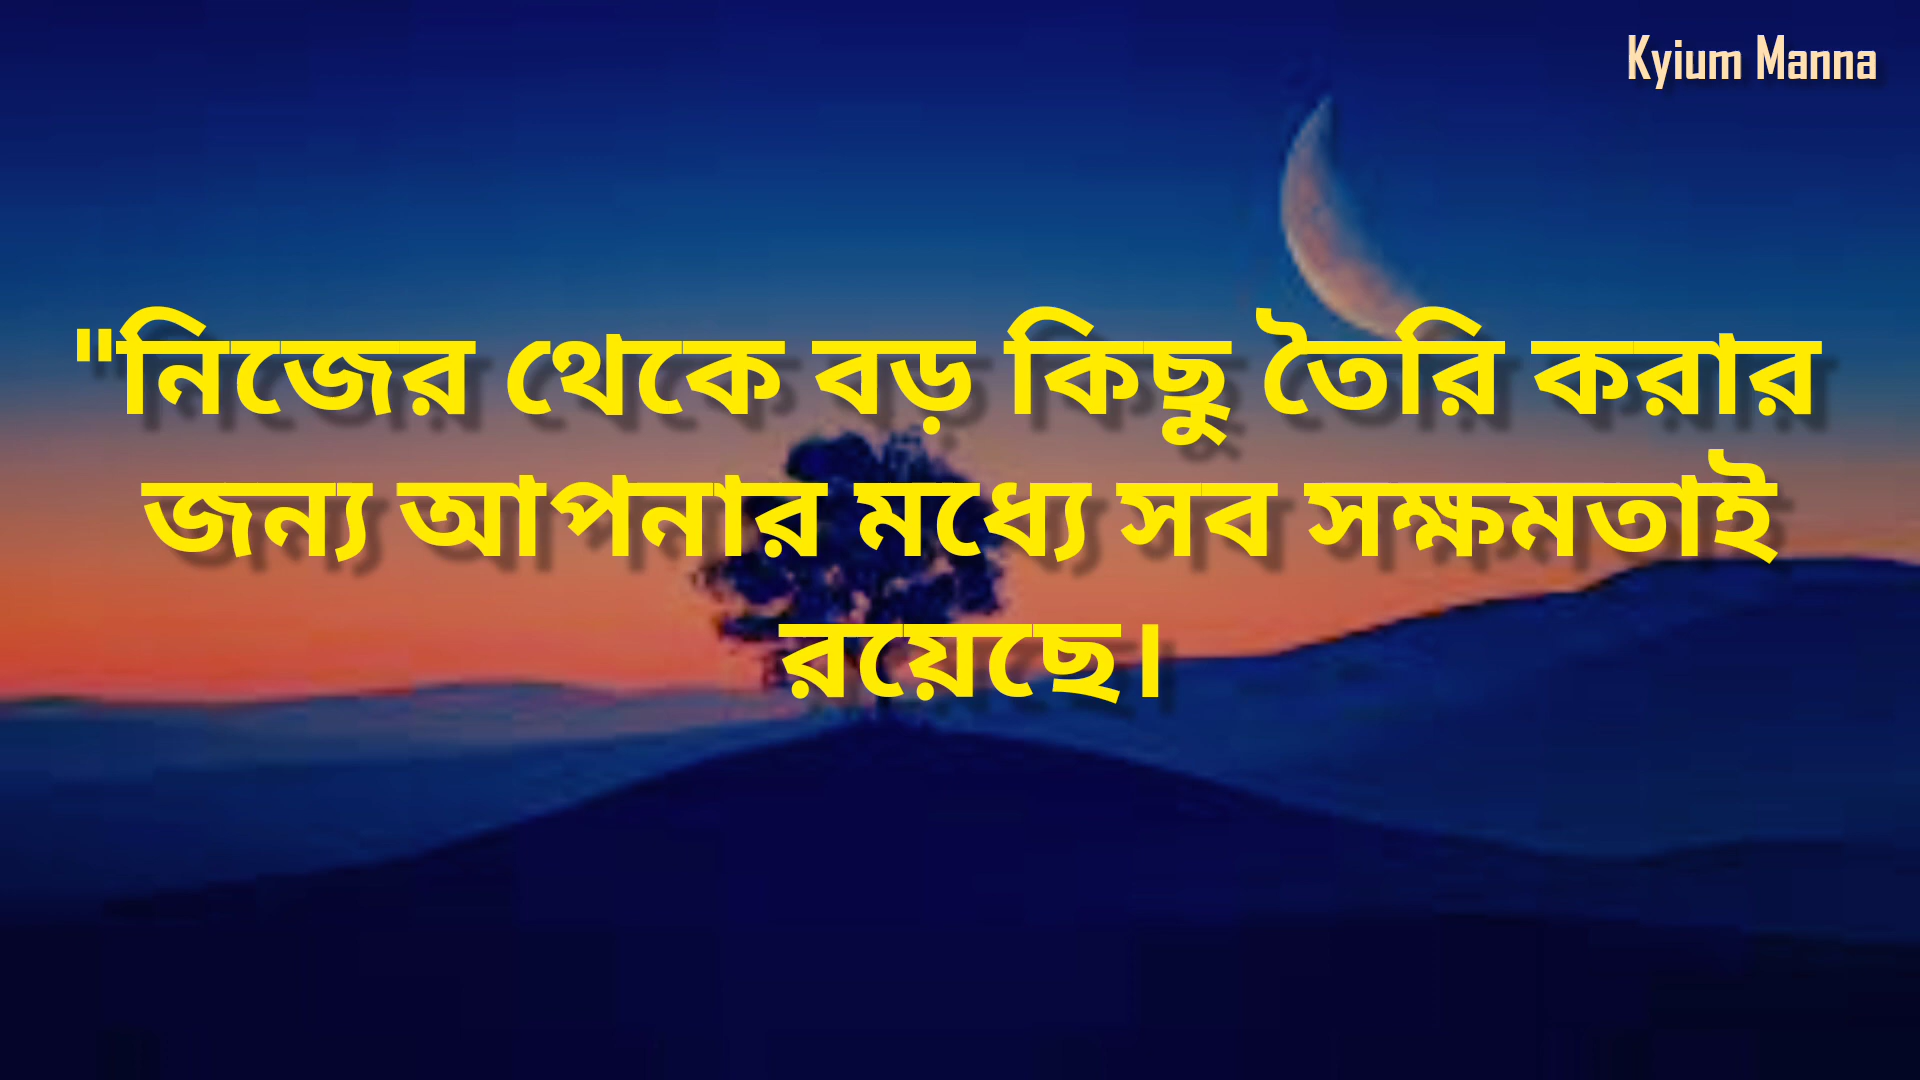 Kyium Manna
"নিজের থেকে বড় কিছু তৈরি করার
জন্য আপনার মধ্যে সব সক্ষমতাই
রয়েছে।